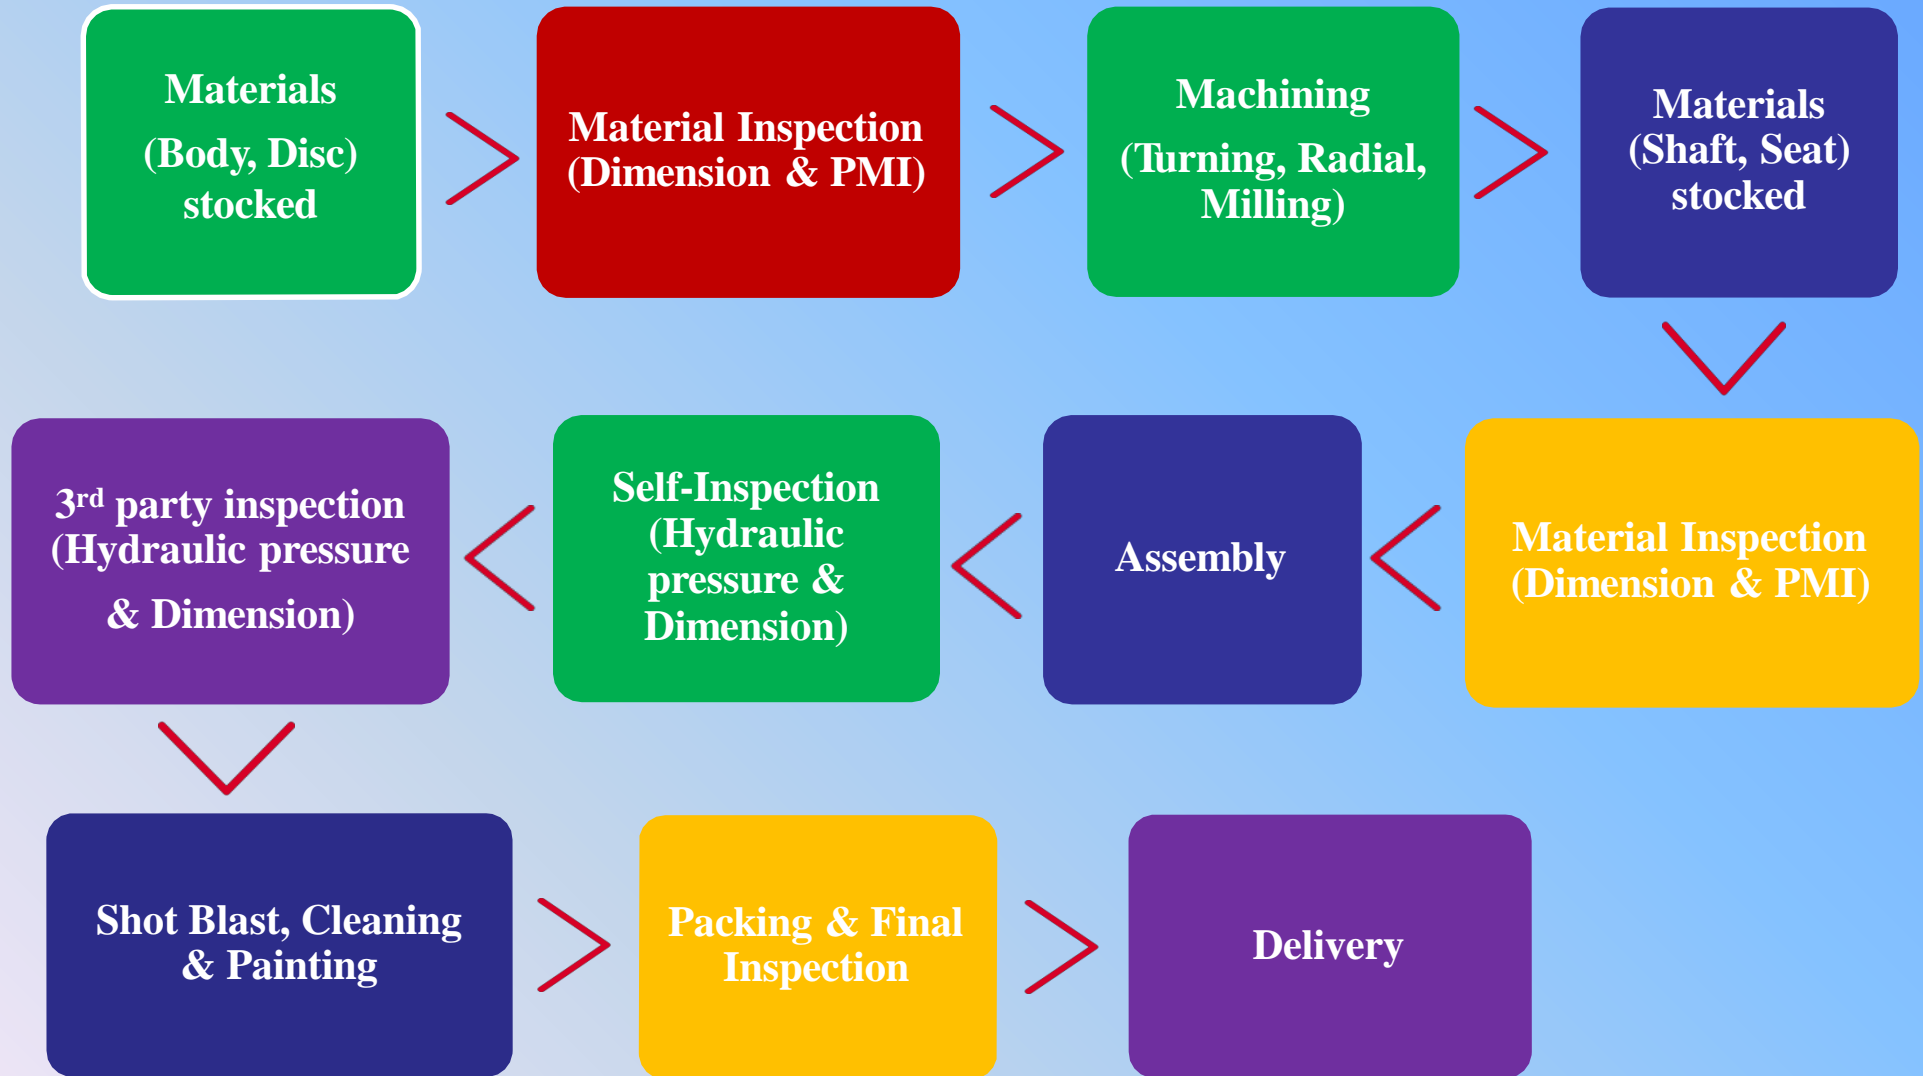 Materials
(Body, Disc)
stocked
Material Inspection
(Dimension & PMI)
Machining
(Turning, Radial,
Milling)
Materials
(Shaft, Seat)
stocked
Material Inspection
(Dimension & PMI)
Assembly
Self-Inspection
(Hydraulic
pressure &
Dimension)
3rd party inspection
(Hydraulic pressure
& Dimension)
Shot Blast, Cleaning
& Painting
Packing & Final
Inspection
Delivery